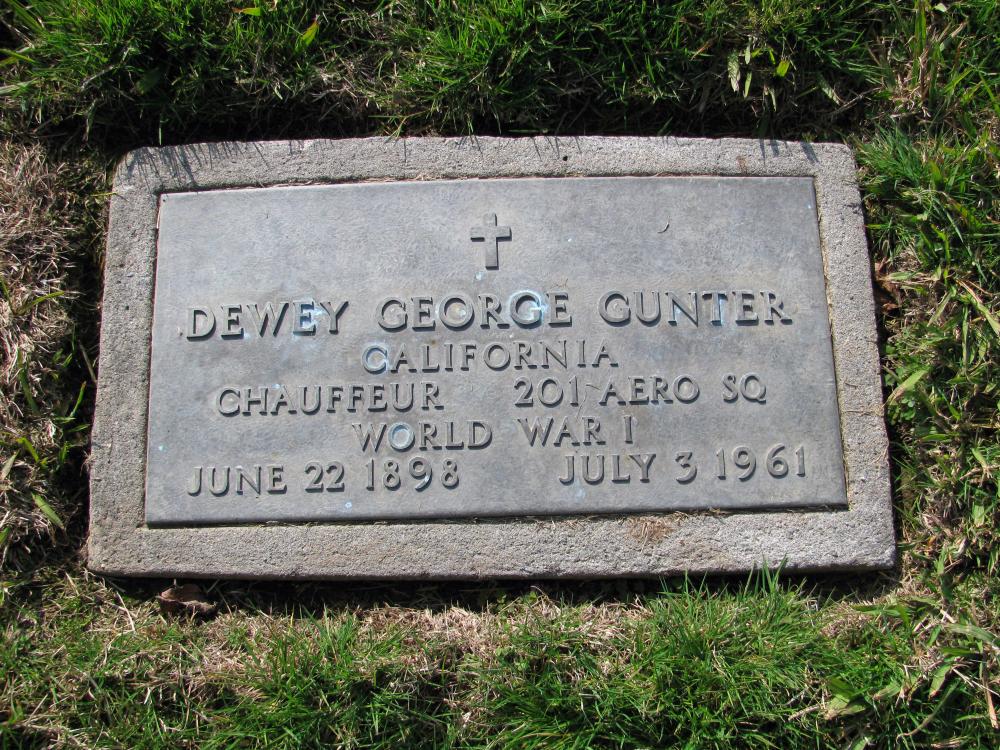 DEWEY GEORGE GUNTER
CALIFORNIA
CHAUFFEUR 201 AERO SQ
WORLD WAR I
JUNE 22 1898 JULY 3 1961